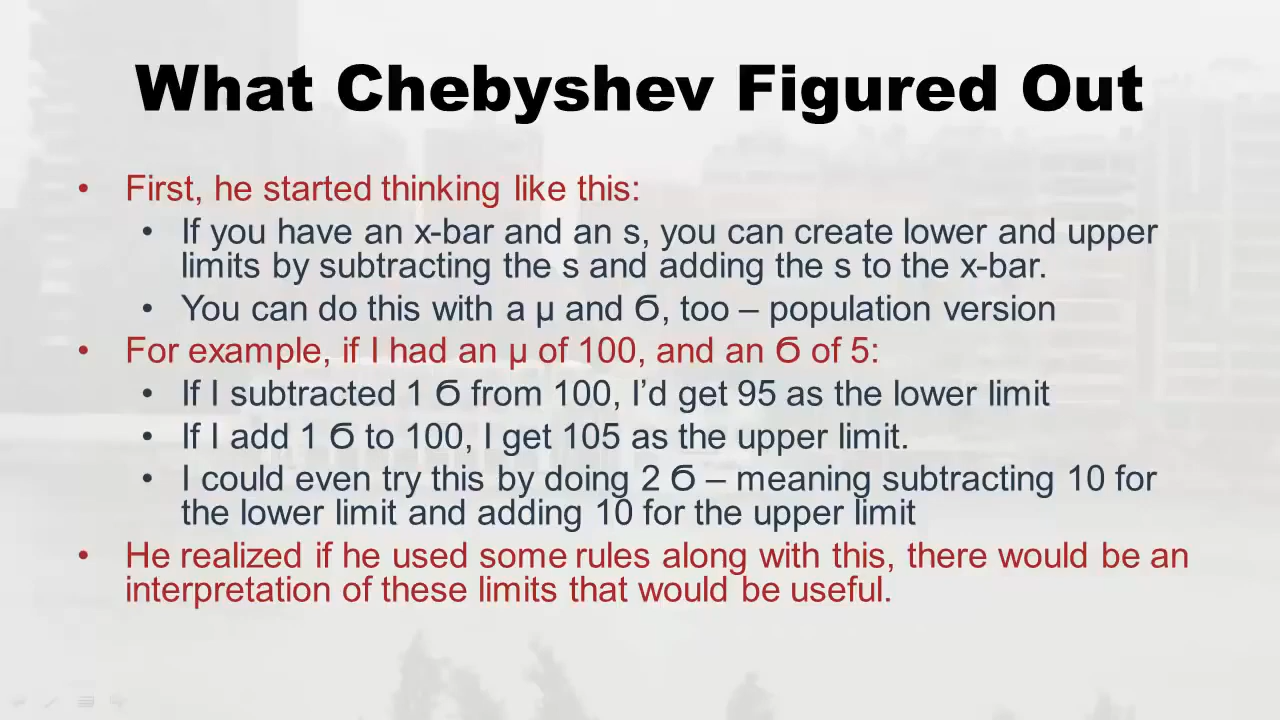 What Chebyshev Figured Out
• First, he started thinking like this:
• If you have an x-bar and an s, you can create lower and upper
limits by subtracting the s and adding the s to the x-bar.
• You can do this with a µ and Ϭ, too – population version
• For example, if I had an µ of 100, and an Ϭ of 5:
• If I subtracted 1 Ϭ from 100, I’d get 95 as the lower limit
• If I add 1 Ϭ to 100, I get 105 as the upper limit.
• I could even try this by doing 2 Ϭ – meaning subtracting 10 for
the lower limit and adding 10 for the upper limit
• He realized if he used some rules along with this, there would be an
interpretation of these limits that would be useful.